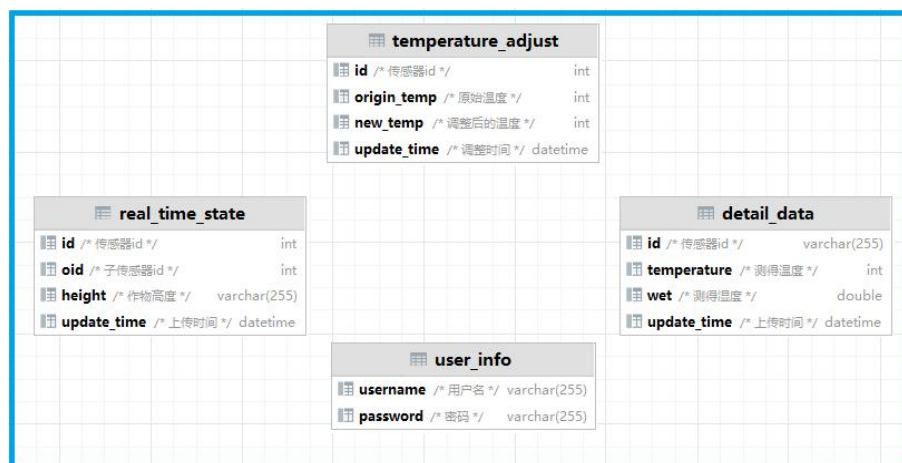 temperature_adjust
id /* 传感器id */ int
origin_temp /* 原始温度 */ int
new_temp /* 调整后的温度 */ int
update_time /* 调整时间 */ datetime
real_time_state
id /* 传感器id */ int
oid /* 子传感器id */ int
height /* 作物高度 */ varchar(255)
update_time /* 上传时间 */ datetime
detail_data
id /* 传感器id */ varchar(255)
temperature /* 测得温度 */ int
wet /* 测得湿度 */ double
update_time /* 上传时间 */ datetime
user_info
username /* 用户名 */ varchar(255)
password /* 密码 */ varchar(255)